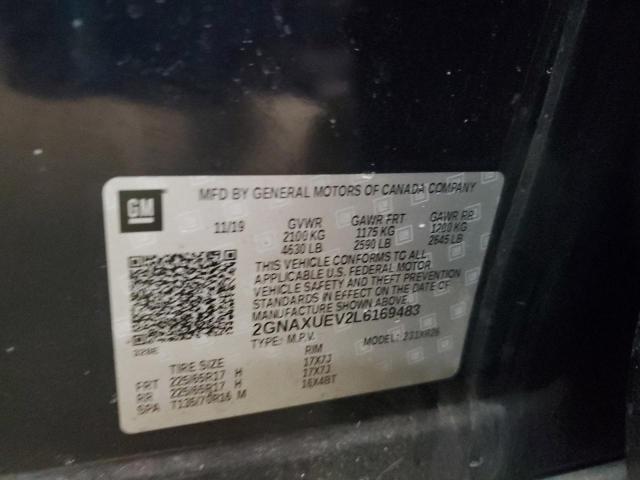 GM
MFD BY GENERAL MOTORS OF CANADA COMPANY
11/19 GVWR GAWR FRT GAWR RR
2100 KG 1175 KG 1200 KG
4630 LB 2590 LB 2645 LB
THIS VEHICLE CONFORMS TO ALL
APPLICABLE U.S. FEDERAL MOTOR
VEHICLE SAFETY AND THEFT PREVENTION
STANDARDS IN EFFECT ON THE DATE OF
MANUFACTURE SHOWN ABOVE.
2GNAXUEV2L6169483
TYPE: M.P.V. MODEL:
TIRE SIZE RIM
FRT 225/65R17 H 17X7J
RR 225/65R17 H 17X7J
SPA T135/70R16 M 16X4BT